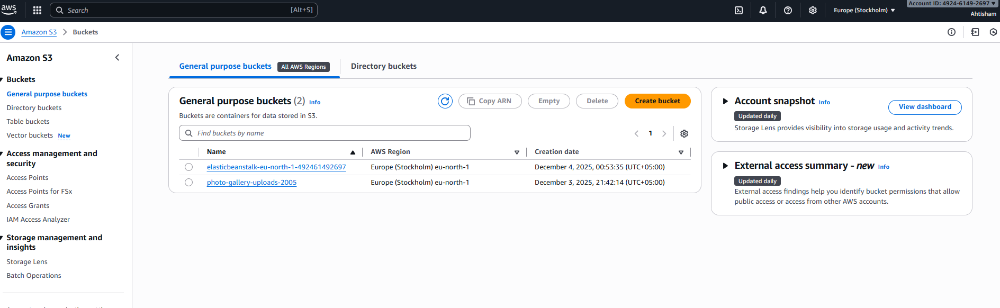 aws
Search [Alt+S]
Europe (Stockholm) ▼
Account ID: 4924-6149-2697 ▼
Ahtisham
Amazon S3 > Buckets
Amazon S3
Buckets
General purpose buckets
Directory buckets
Table buckets
Vector buckets New
Access management and
security
Access Points
Access Points for FSx
Access Grants
IAM Access Analyzer
Storage management and
insights
Storage Lens
Batch Operations
General purpose buckets All AWS Regions
Directory buckets
General purpose buckets (2) Info
Copy ARN
Empty
Delete
Create bucket
Buckets are containers for data stored in S3.
Find buckets by name
1
Name AWS Region Creation date
elasticbeanstalk-eu-north-1-492461492697 Europe (Stockholm) eu-north-1 December 4, 2025, 00:53:35 (UTC+05:00)
photo-gallery-uploads-2005 Europe (Stockholm) eu-north-1 December 3, 2025, 21:42:14 (UTC+05:00)
Account snapshot Info
View dashboard
Updated daily
Storage Lens provides visibility into storage usage and activity trends.
External access summary - new Info
Updated daily
External access findings help you identify bucket permissions that allow
public access or access from other AWS accounts.